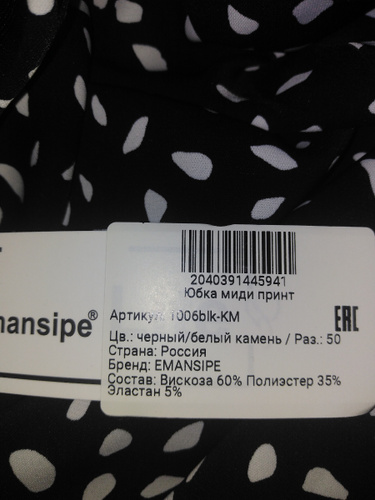 mansipe®
2040391445941
Юбка миди принт
Артикул: 1006blk-KM
EAC
Цв.: черный/белый камень / Раз.: 50
Страна: Россия
Бренд: EMANSIPE
Состав: Вискоза 60% Полиэстер 35%
Эластан 5%